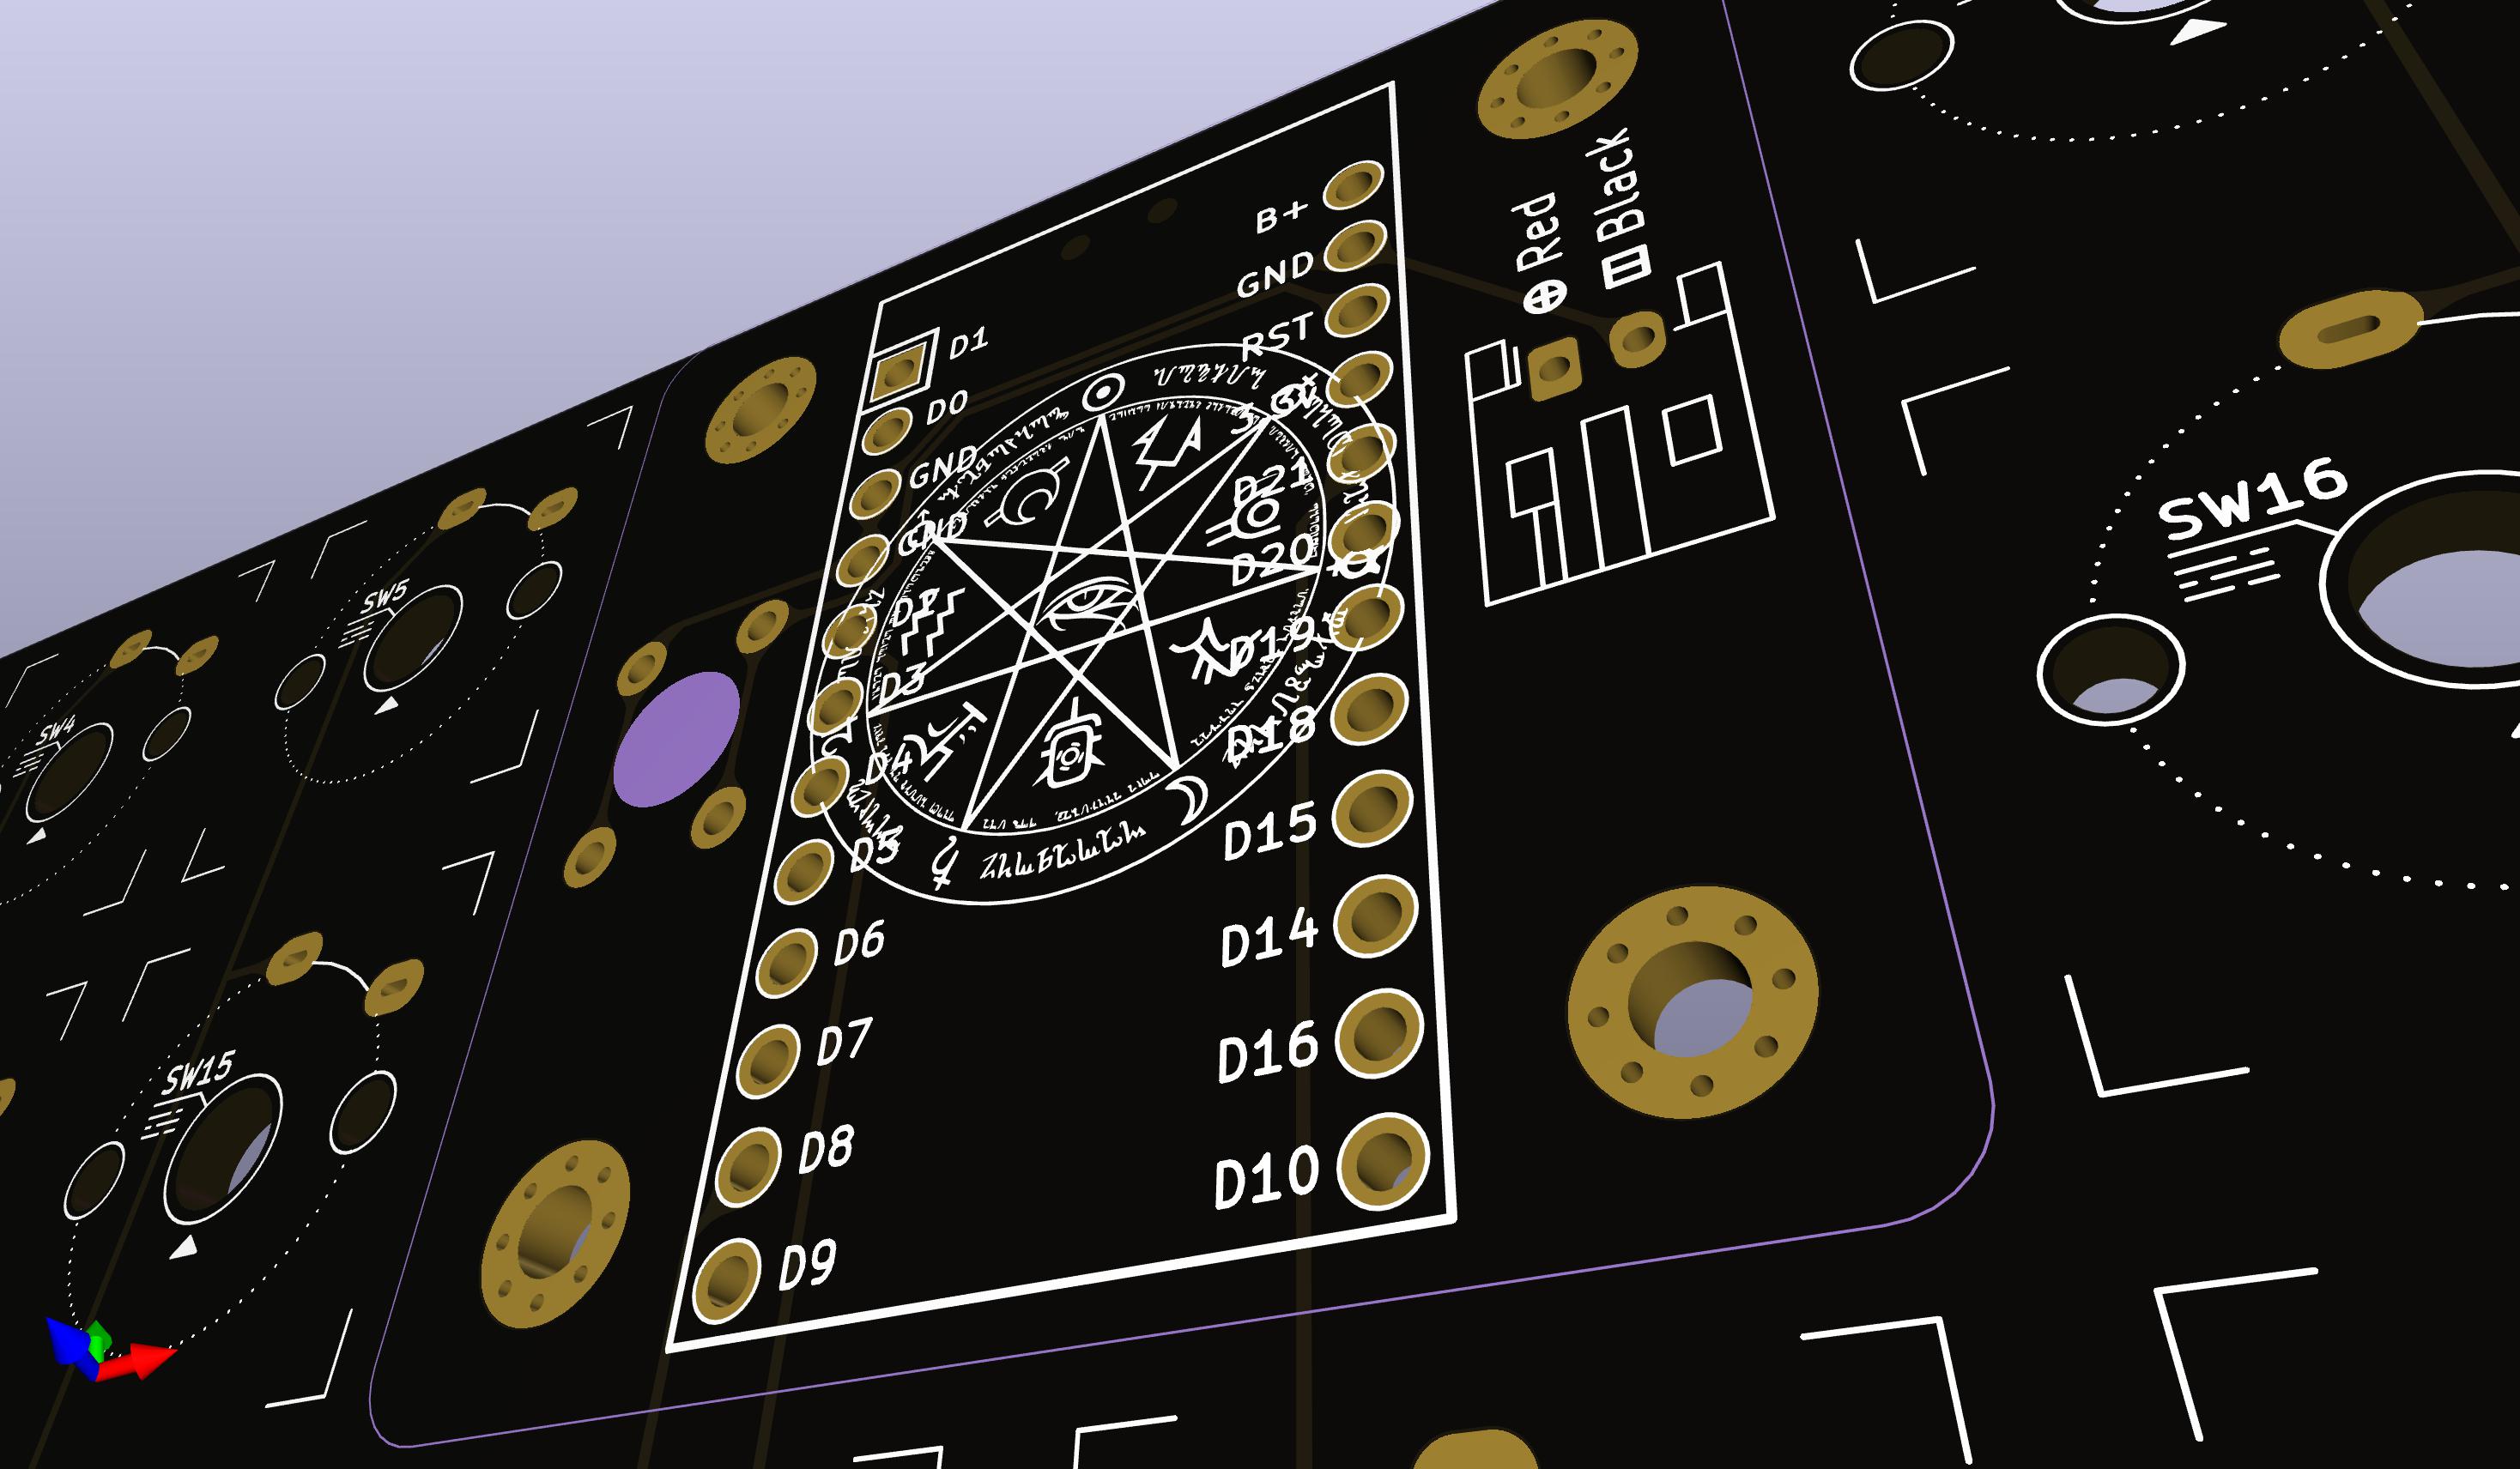 B+
GND
RST
D21
D20
D19
D18
D15
D14
D16
D10
D1
D0
GND
GND
D2
D3
D4
D5
D6
D7
D8
D9
Red
Black
SW16
SW5
SW4
SW15